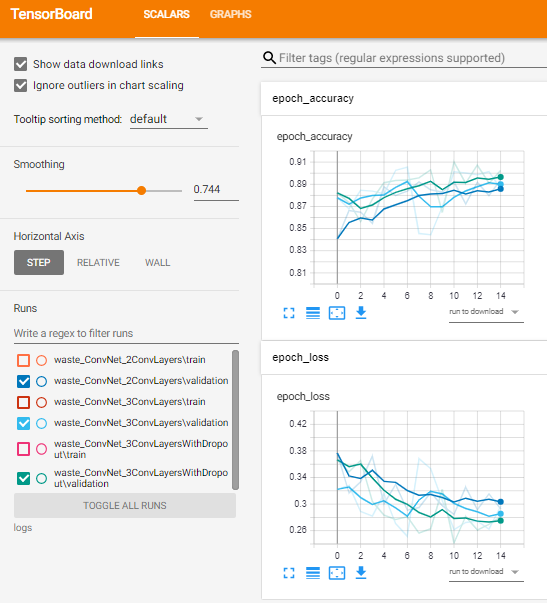 TensorBoard SCALARS GRAPHS
Show data download links
Ignore outliers in chart scaling
Tooltip sorting method: default
Smoothing
0.744
Horizontal Axis
STEP RELATIVE WALL
Runs
Write a regex to filter runs
waste_ConvNet_2ConvLayers\train
waste_ConvNet_2ConvLayers\validation
waste_ConvNet_3ConvLayers\train
waste_ConvNet_3ConvLayers\validation
waste_ConvNet_3ConvLayersWithDropo
ut\train
waste_ConvNet_3ConvLayersWithDropo
ut\validation
TOGGLE ALL RUNS
logs
Filter tags (regular expressions supported)
epoch_accuracy
epoch_accuracy
0.91
0.89
0.87
0.85
0.83
0.81
0 2 4 6 8 10 12 14
run to download
epoch_loss
epoch_loss
0.42
0.38
0.34
0.3
0.26
0 2 4 6 8 10 12 14
run to download